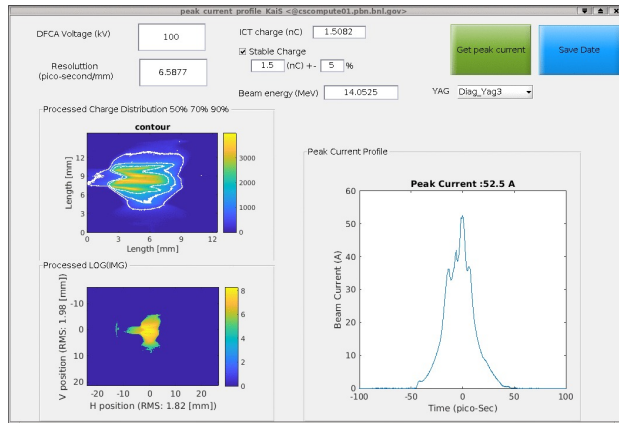 peak current profile KaiS <@cscompute01.pbn.bnl.gov>
DFCA Voltage (kV) 100
ICT charge (nC) 1.5082
Stable Charge
1.5 (nC) +- 5 %
Resoluttion
(pico-second/mm) 6.5877
Beam energy (MeV) 14.0525
Get peak current
Save Date
YAG Diag_Yag3
Processed Charge Distribution 50% 70% 90%
contour
Length [mm]
12
9
6
3
0
0 3 6 9 12
3000
2000
1000
0
Length [mm]
Processed LOG(IMG)
V position (RMS: 1.98 [mm])
-10
0
10
20
-20 -10 0 10 20
8
6
4
2
0
H position (RMS: 1.82 [mm])
Peak Current Profile
Peak Current :52.5 A
Beam Current (A)
60
50
40
30
20
10
0
-100 -50 0 50 100
Time (pico-Sec)